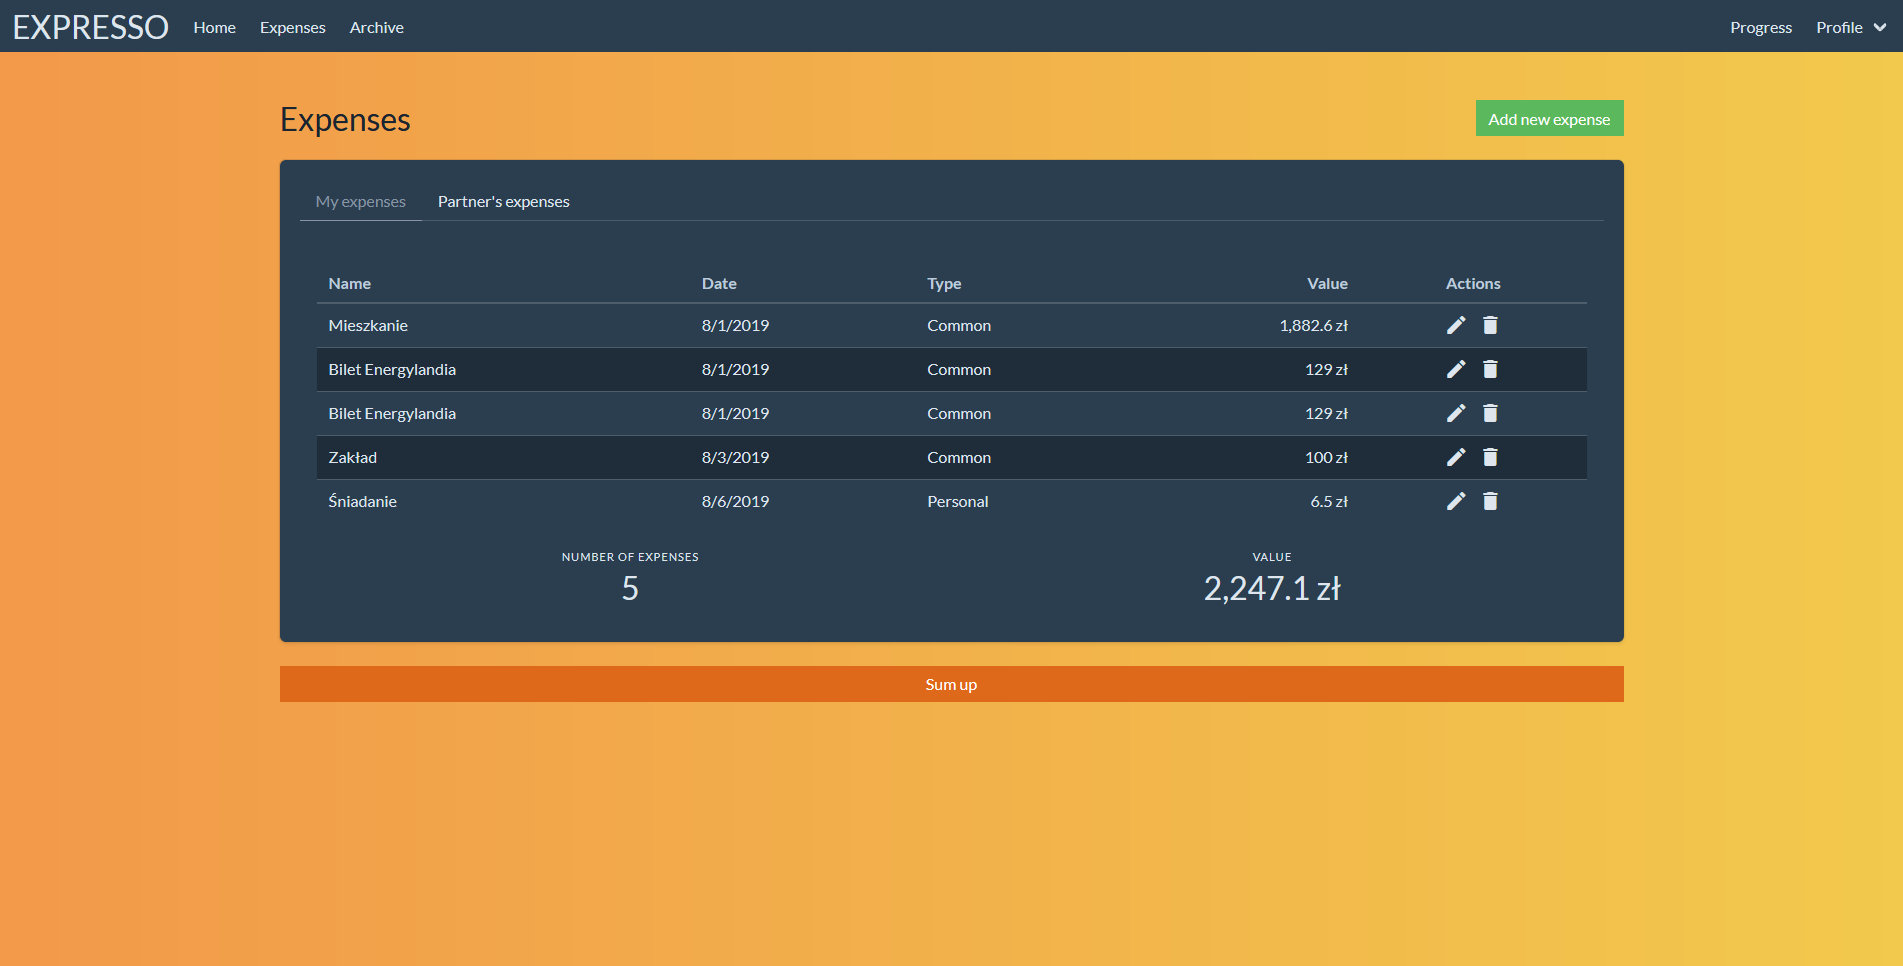 EXPRESSO Home Expenses Archive Progress Profile
Expenses Add new expense
My expenses Partner's expenses
Name Date Type Value Actions
Mieszkanie 8/1/2019 Common 1,882.6 zł
Bilet Energylandia 8/1/2019 Common 129 zł
Bilet Energylandia 8/1/2019 Common 129 zł
Zakład 8/3/2019 Common 100 zł
Śniadanie 8/6/2019 Personal 6.5 zł
NUMBER OF EXPENSES VALUE
5 2,247.1 zł
Sum up